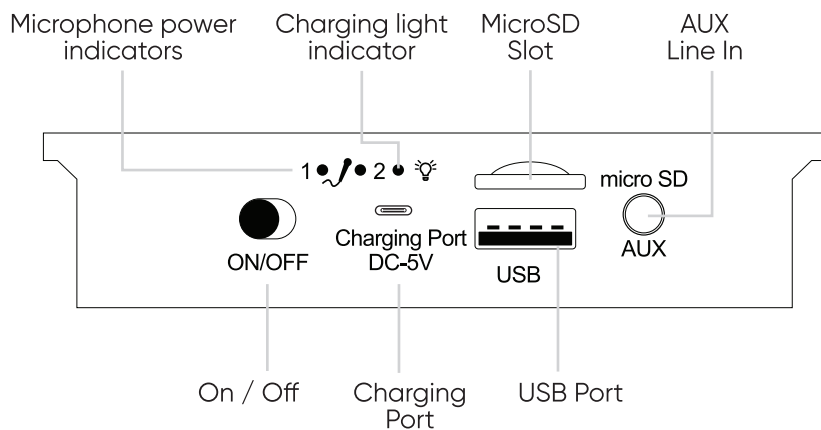 Microphone power
indicators
Charging light
indicator
MicroSD
Slot
AUX
Line In
1 2
micro SD
ON/OFF
Charging Port
DC-5V
USB
AUX
On / Off
Charging
Port
USB Port